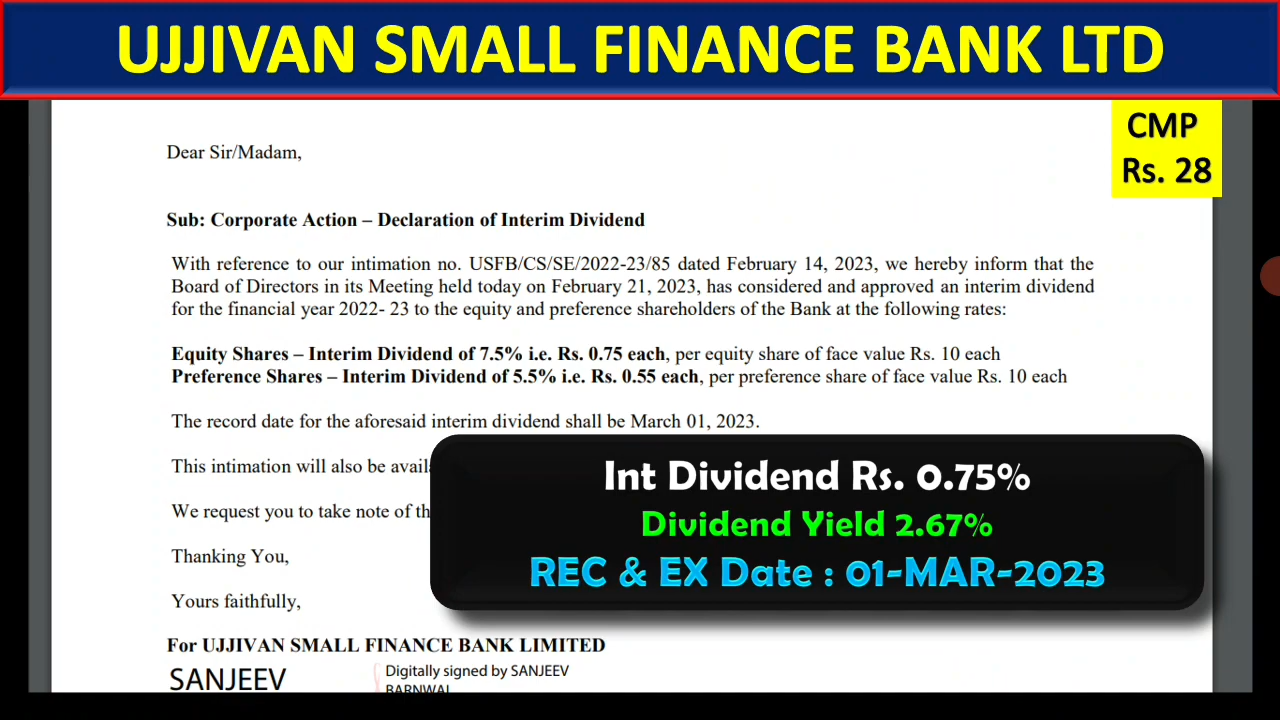 UJJIVAN SMALL FINANCE BANK LTD
CMP
Rs. 28
Dear Sir/Madam,
Sub: Corporate Action – Declaration of Interim Dividend
With reference to our intimation no. USFB/CS/SE/2022-23/85 dated February 14, 2023, we hereby inform that the
Board of Directors in its Meeting held today on February 21, 2023, has considered and approved an interim dividend
for the financial year 2022- 23 to the equity and preference shareholders of the Bank at the following rates:
Equity Shares – Interim Dividend of 7.5% i.e. Rs. 0.75 each, per equity share of face value Rs. 10 each
Preference Shares – Interim Dividend of 5.5% i.e. Rs. 0.55 each, per preference share of face value Rs. 10 each
The record date for the aforesaid interim dividend shall be March 01, 2023.
This intimation will also be
We request you to take note of
Thanking You,
Yours faithfully,
For UJJIVAN SMALL FINANCE BANK LIMITED
SANJEEV
Digitally signed by SANJEEV
BARNWAL
Int Dividend Rs. 0.75%
Dividend Yield 2.67%
REC & EX Date : 01-MAR-2023